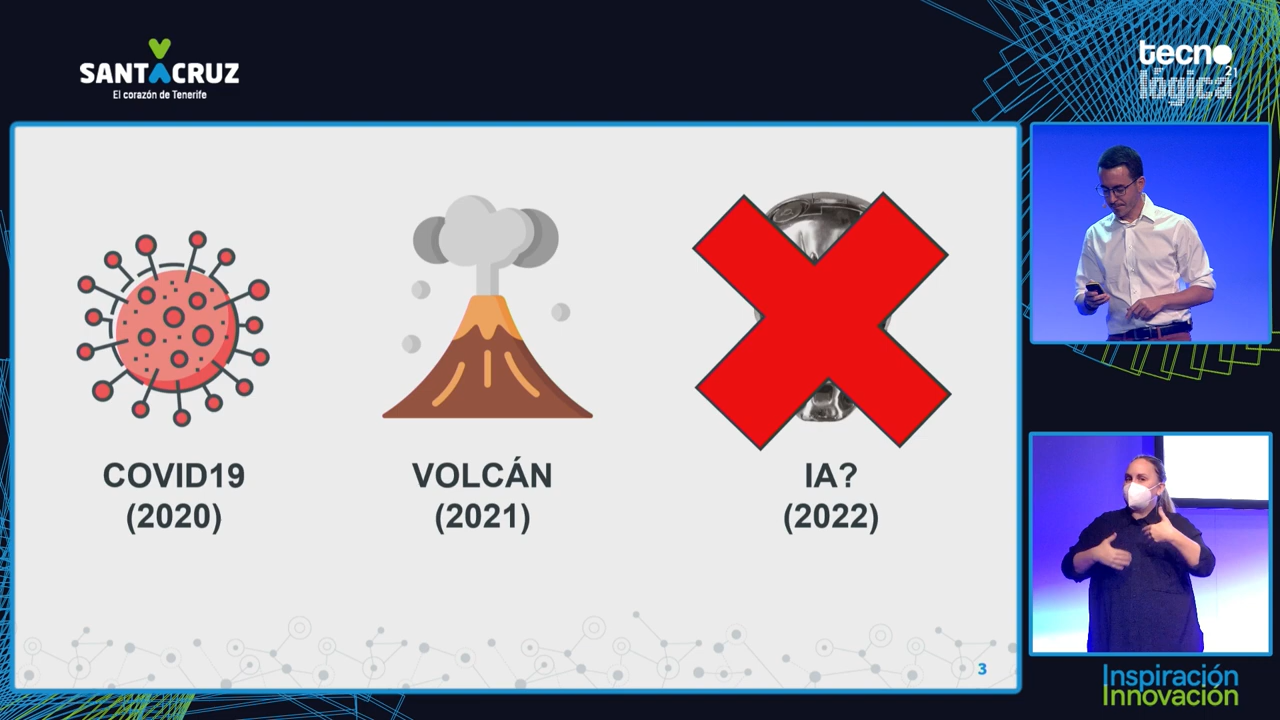 SANTACRUZ
El corazón de Tenerife
tecno
lógica
21
COVID19
(2020)
VOLCÁN
(2021)
IA?
(2022)
3
Inspiración
Innovación